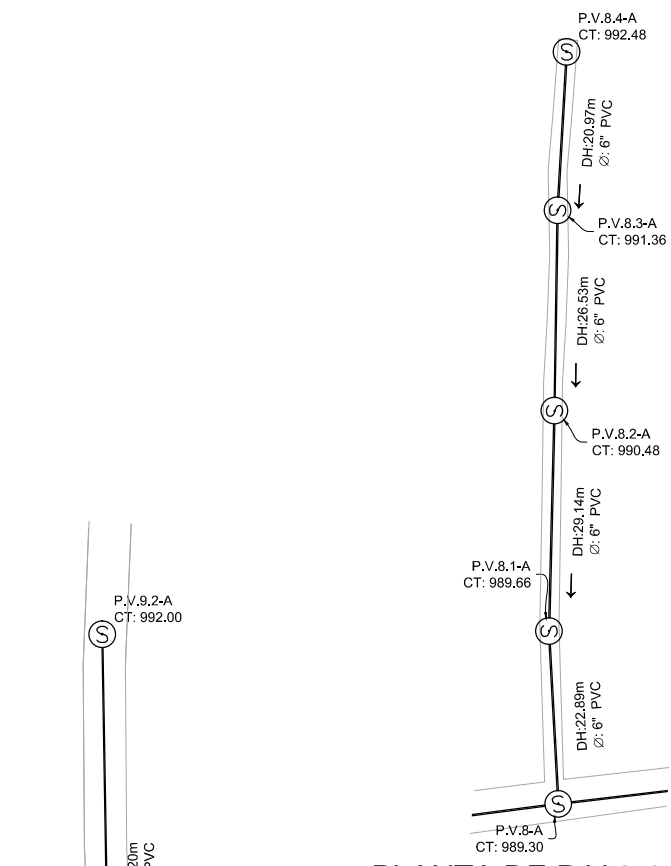 P.V.8.4-A
CT: 992.48
DH:20.97m
Ø: 6" PVC
P.V.8.3-A
CT: 991.36
DH:26.53m
Ø: 6" PVC
P.V.8.2-A
CT: 990.48
DH:29.14m
Ø: 6" PVC
P.V.8.1-A
CT: 989.66
P.V.9.2-A
CT: 992.00
DH:22.89m
Ø: 6" PVC
P.V.8-A
CT: 989.30
20m
VC
S
S
S
S
S
S